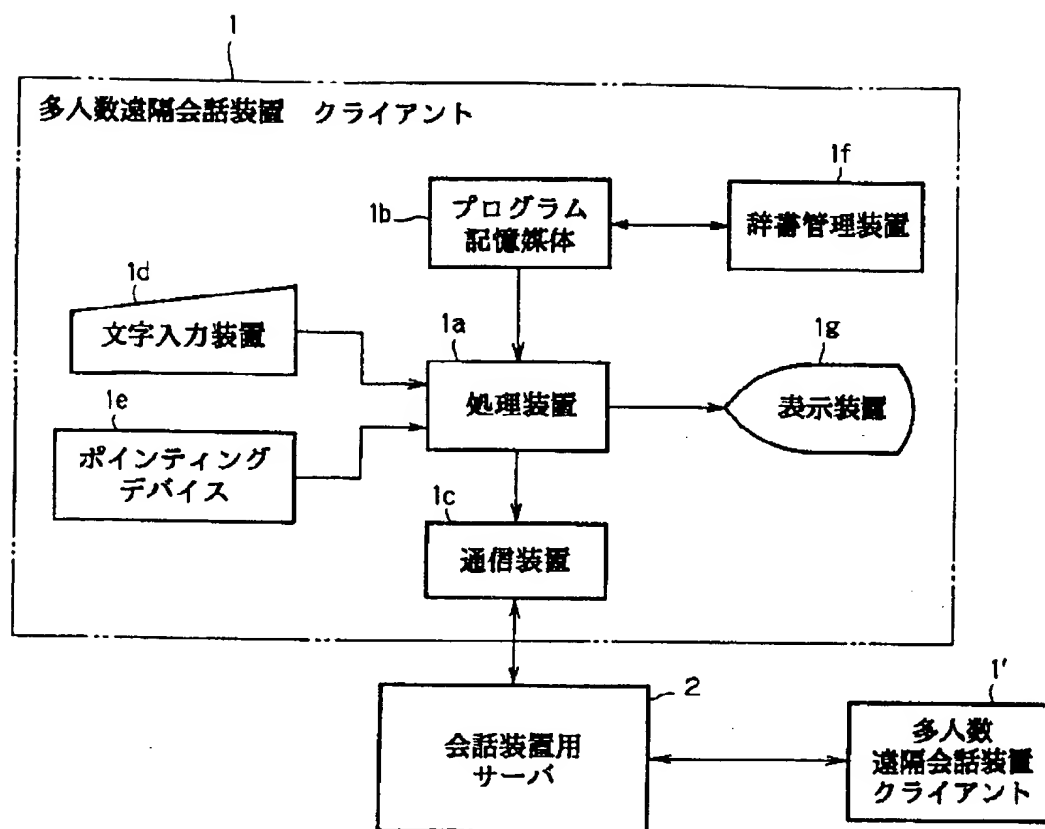 1
多人数遠隔会話装置 クライアント
1f
1b
プログラム
記憶媒体
辞書管理装置
1d
文字入力装置
1a
処理装置
1g
表示装置
1e
ポインティング
デバイス
1c
通信装置
2
会話装置用
サーバ
1′
多人数
遠隔会話装置
クライアント